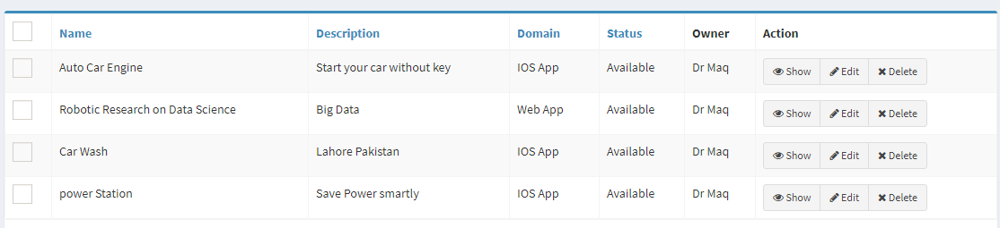 Name Description Domain Status Owner Action
Auto Car Engine Start your car without key IOS App Available Dr Maq Show Edit Delete
Robotic Research on Data Science Big Data Web App Available Dr Maq Show Edit Delete
Car Wash Lahore Pakistan IOS App Available Dr Maq Show Edit Delete
power Station Save Power smartly IOS App Available Dr Maq Show Edit Delete